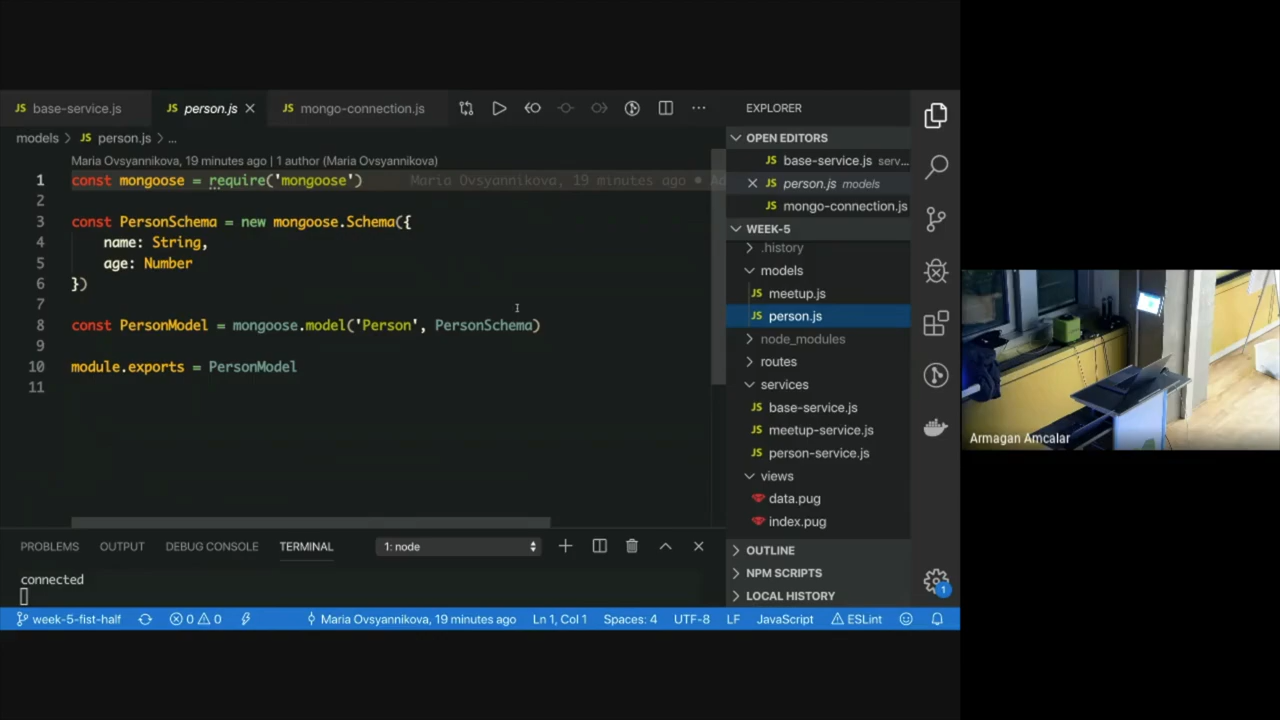 JS base-service.js
JS person.js
JS mongo-connection.js
models > JS person.js > ...
Maria Ovsyannikova, 19 minutes ago | 1 author (Maria Ovsyannikova)
1 const mongoose = require('mongoose') Maria Ovsyannikova, 19 minutes ago • Ad
2
3 const PersonSchema = new mongoose.Schema({
4 name: String,
5 age: Number
6 })
7
8 const PersonModel = mongoose.model('Person', PersonSchema)
9
10 module.exports = PersonModel
11
EXPLORER
OPEN EDITORS
JS base-service.js serv...
JS person.js models
JS mongo-connection.js
WEEK-5
.history
models
JS meetup.js
JS person.js
node_modules
routes
services
JS base-service.js
JS meetup-service.js
JS person-service.js
views
data.pug
index.pug
OUTLINE
NPM SCRIPTS
LOCAL HISTORY
1
PROBLEMS OUTPUT DEBUG CONSOLE TERMINAL 1: node
connected
week-5-fist-half 0 0 Maria Ovsyannikova, 19 minutes ago Ln 1, Col 1 Spaces: 4 UTF-8 LF JavaScript ESLint
Armagan Amcalar